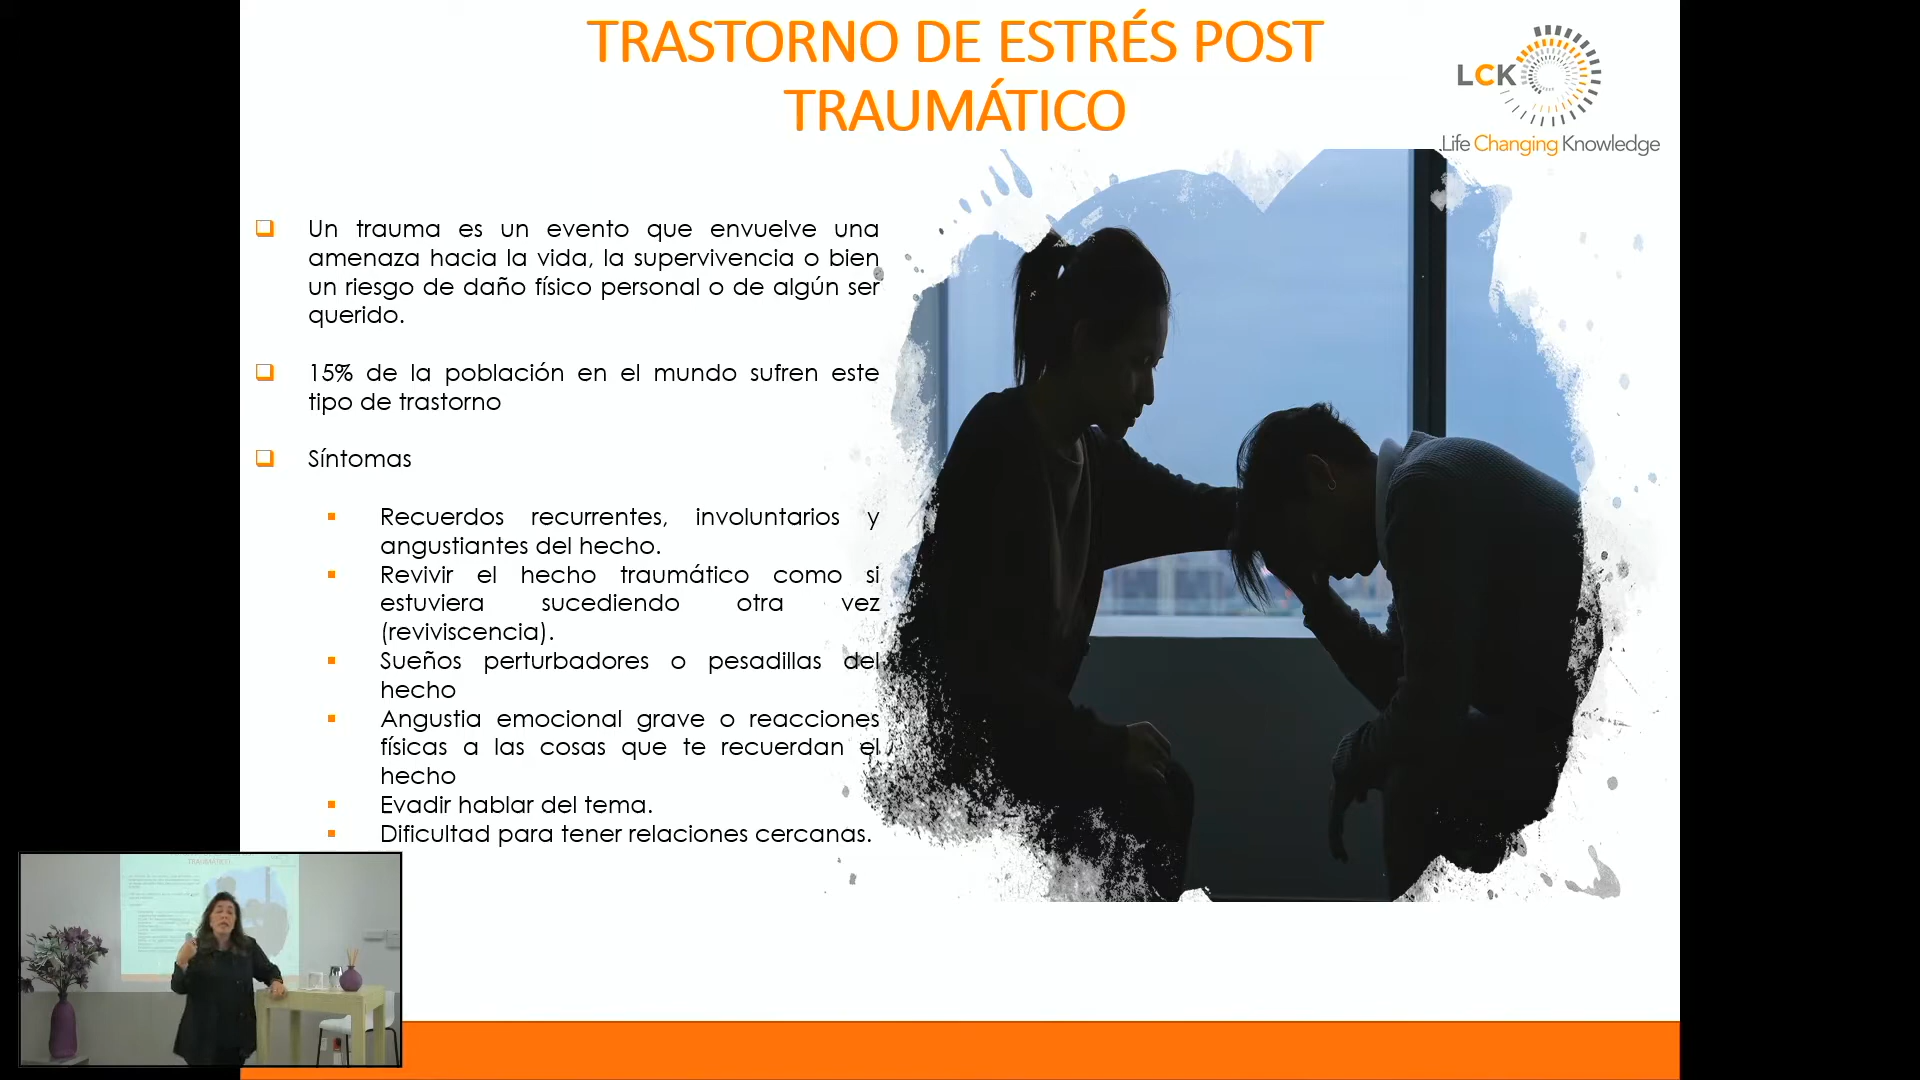 TRASTORNO DE ESTRÉS POST
TRAUMÁTICO
LCK
Life Changing Knowledge
Un trauma es un evento que envuelve una
amenaza hacia la vida, la supervivencia o bien
un riesgo de daño físico personal o de algún ser
querido.
15% de la población en el mundo sufren este
tipo de trastorno
Síntomas
Recuerdos recurrentes, involuntarios y
angustiantes del hecho.
Revivir el hecho traumático como si
estuviera sucediendo otra vez
(reviviscencia).
Sueños perturbadores o pesadillas del
hecho
Angustia emocional grave o reacciones
físicas a las cosas que te recuerdan el
hecho
Evadir hablar del tema.
Dificultad para tener relaciones cercanas.